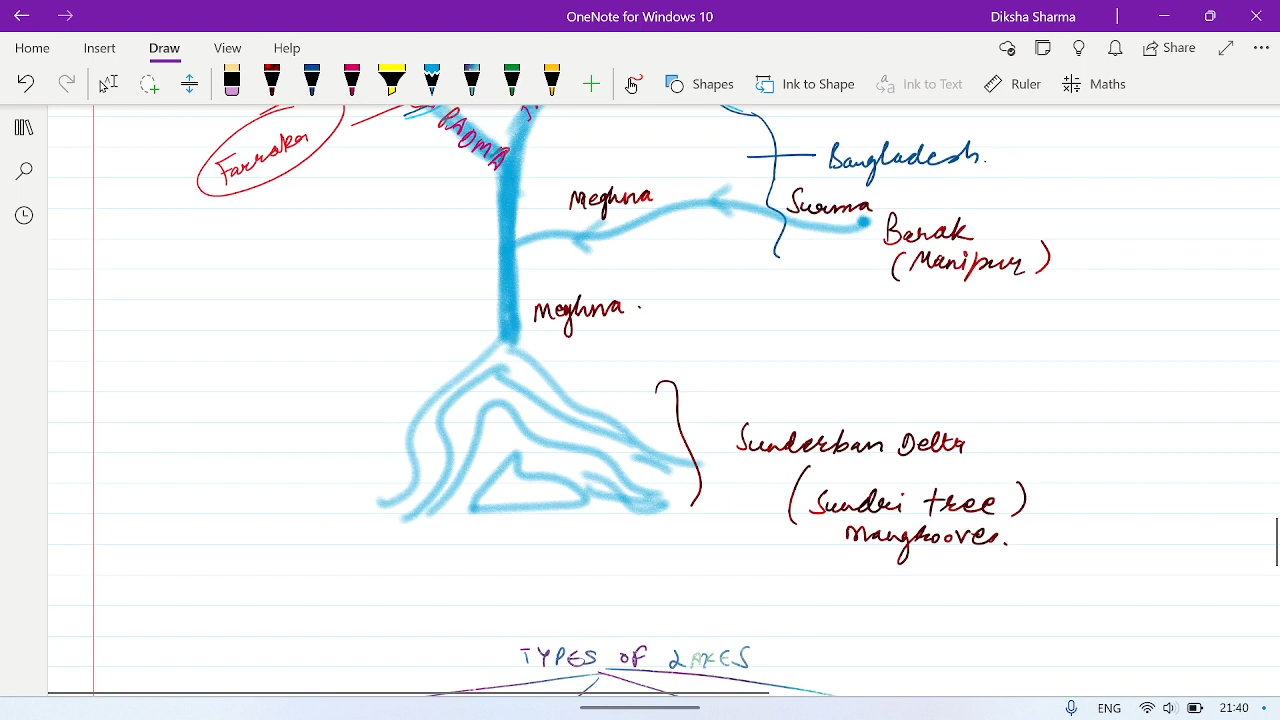 OneNote for Windows 10
Diksha Sharma
Home
Insert
Draw
View
Help
Share
Shapes
Ink to Shape
Ink to Text
Ruler
Maths
PADMA
Farraka
Bangladesh.
Meghna
Surma
Barak
(Manipur)
Meghna .
Sundarban Delta
(Sundri tree)
Mangrooves.
TYPES OF LAKES
ENG
21:40